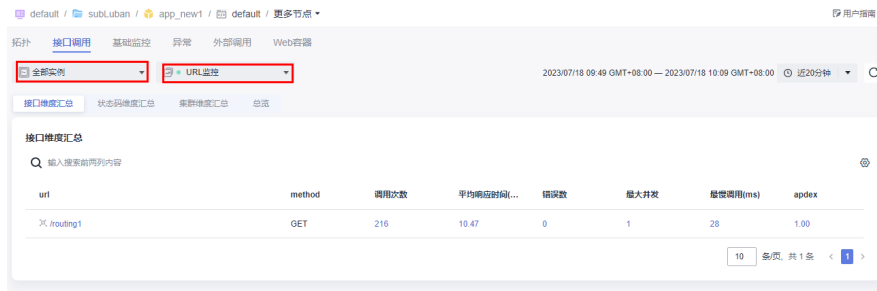 default / subLuban / app_new1 / default / 更多节点
用户指南
拓扑 接口调用 基础监控 异常 外部调用 Web容器
全部实例 URL监控 2023/07/18 09:49 GMT+08:00 — 2023/07/18 10:09 GMT+08:00 近20分钟
接口维度汇总 状态码维度汇总 集群维度汇总 总览
接口维度汇总
输入搜索前两列内容
url method 调用次数 平均响应时间(... 错误数 最大并发 最慢调用(ms) apdex
/routing1 GET 216 10.47 0 1 28 1.00
10 条/页, 共 1 条 < 1 >